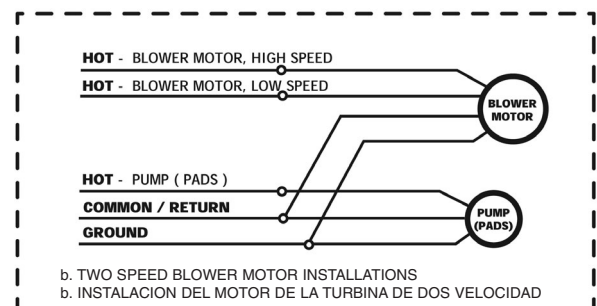 HOT - BLOWER MOTOR, HIGH SPEED
HOT - BLOWER MOTOR, LOW SPEED
BLOWER
MOTOR
HOT - PUMP ( PADS )
COMMON / RETURN
GROUND
PUMP
(PADS)
b. TWO SPEED BLOWER MOTOR INSTALLATIONS
b. INSTALACION DEL MOTOR DE LA TURBINA DE DOS VELOCIDAD